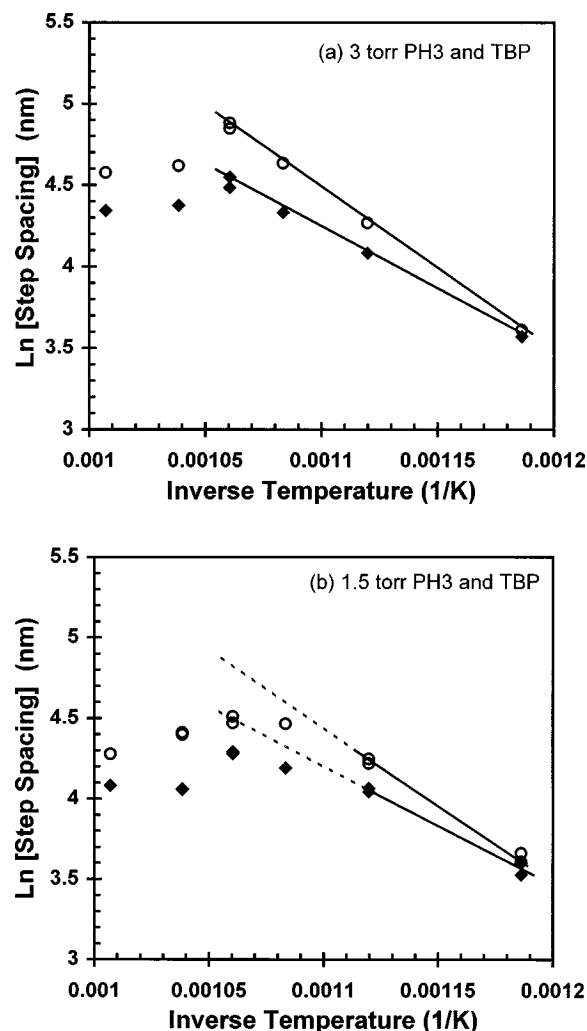 5.5
(a) 3 torr PH3 and TBP
5
4.5
4
3.5
3
Ln [Step Spacing] (nm)
0.001 0.00105 0.0011 0.00115 0.0012
Inverse Temperature (1/K)
5.5
(b) 1.5 torr PH3 and TBP
5
4.5
4
3.5
3
Ln [Step Spacing] (nm)
0.001 0.00105 0.0011 0.00115 0.0012
Inverse Temperature (1/K)